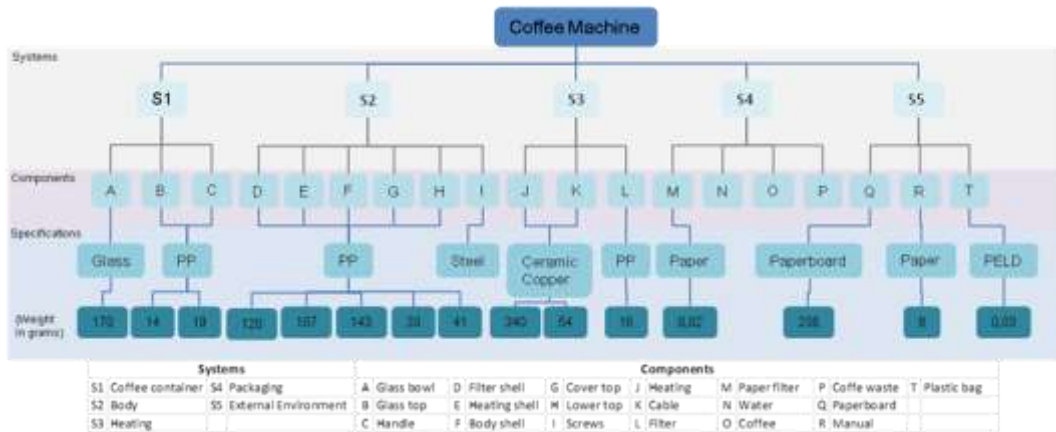 Coffee Machine
Systems
S1 S2 S3 S4 S5
Components
A B C D E F G H I J K L M N O P Q R T
Specifications
Glass PP PP Steel Ceramic Copper PP Paper Paperboard Paper PELD
(Weight in grams)
170 14 19 120 167 143 41 340 54 16 0,02 8 0,03
Systems Components
S1 Coffee container S4 Packaging A Glass bowl D Filter shell G Cover top J Heating M Paper filter P Coffe waste T Plastic bag
S2 Body S5 External Environment B Glass top E Heating shell H Lower top K Cable N Water Q Paperboard
S3 Heating C Handle F Body shell I Screws L Filter O Coffee R Manual